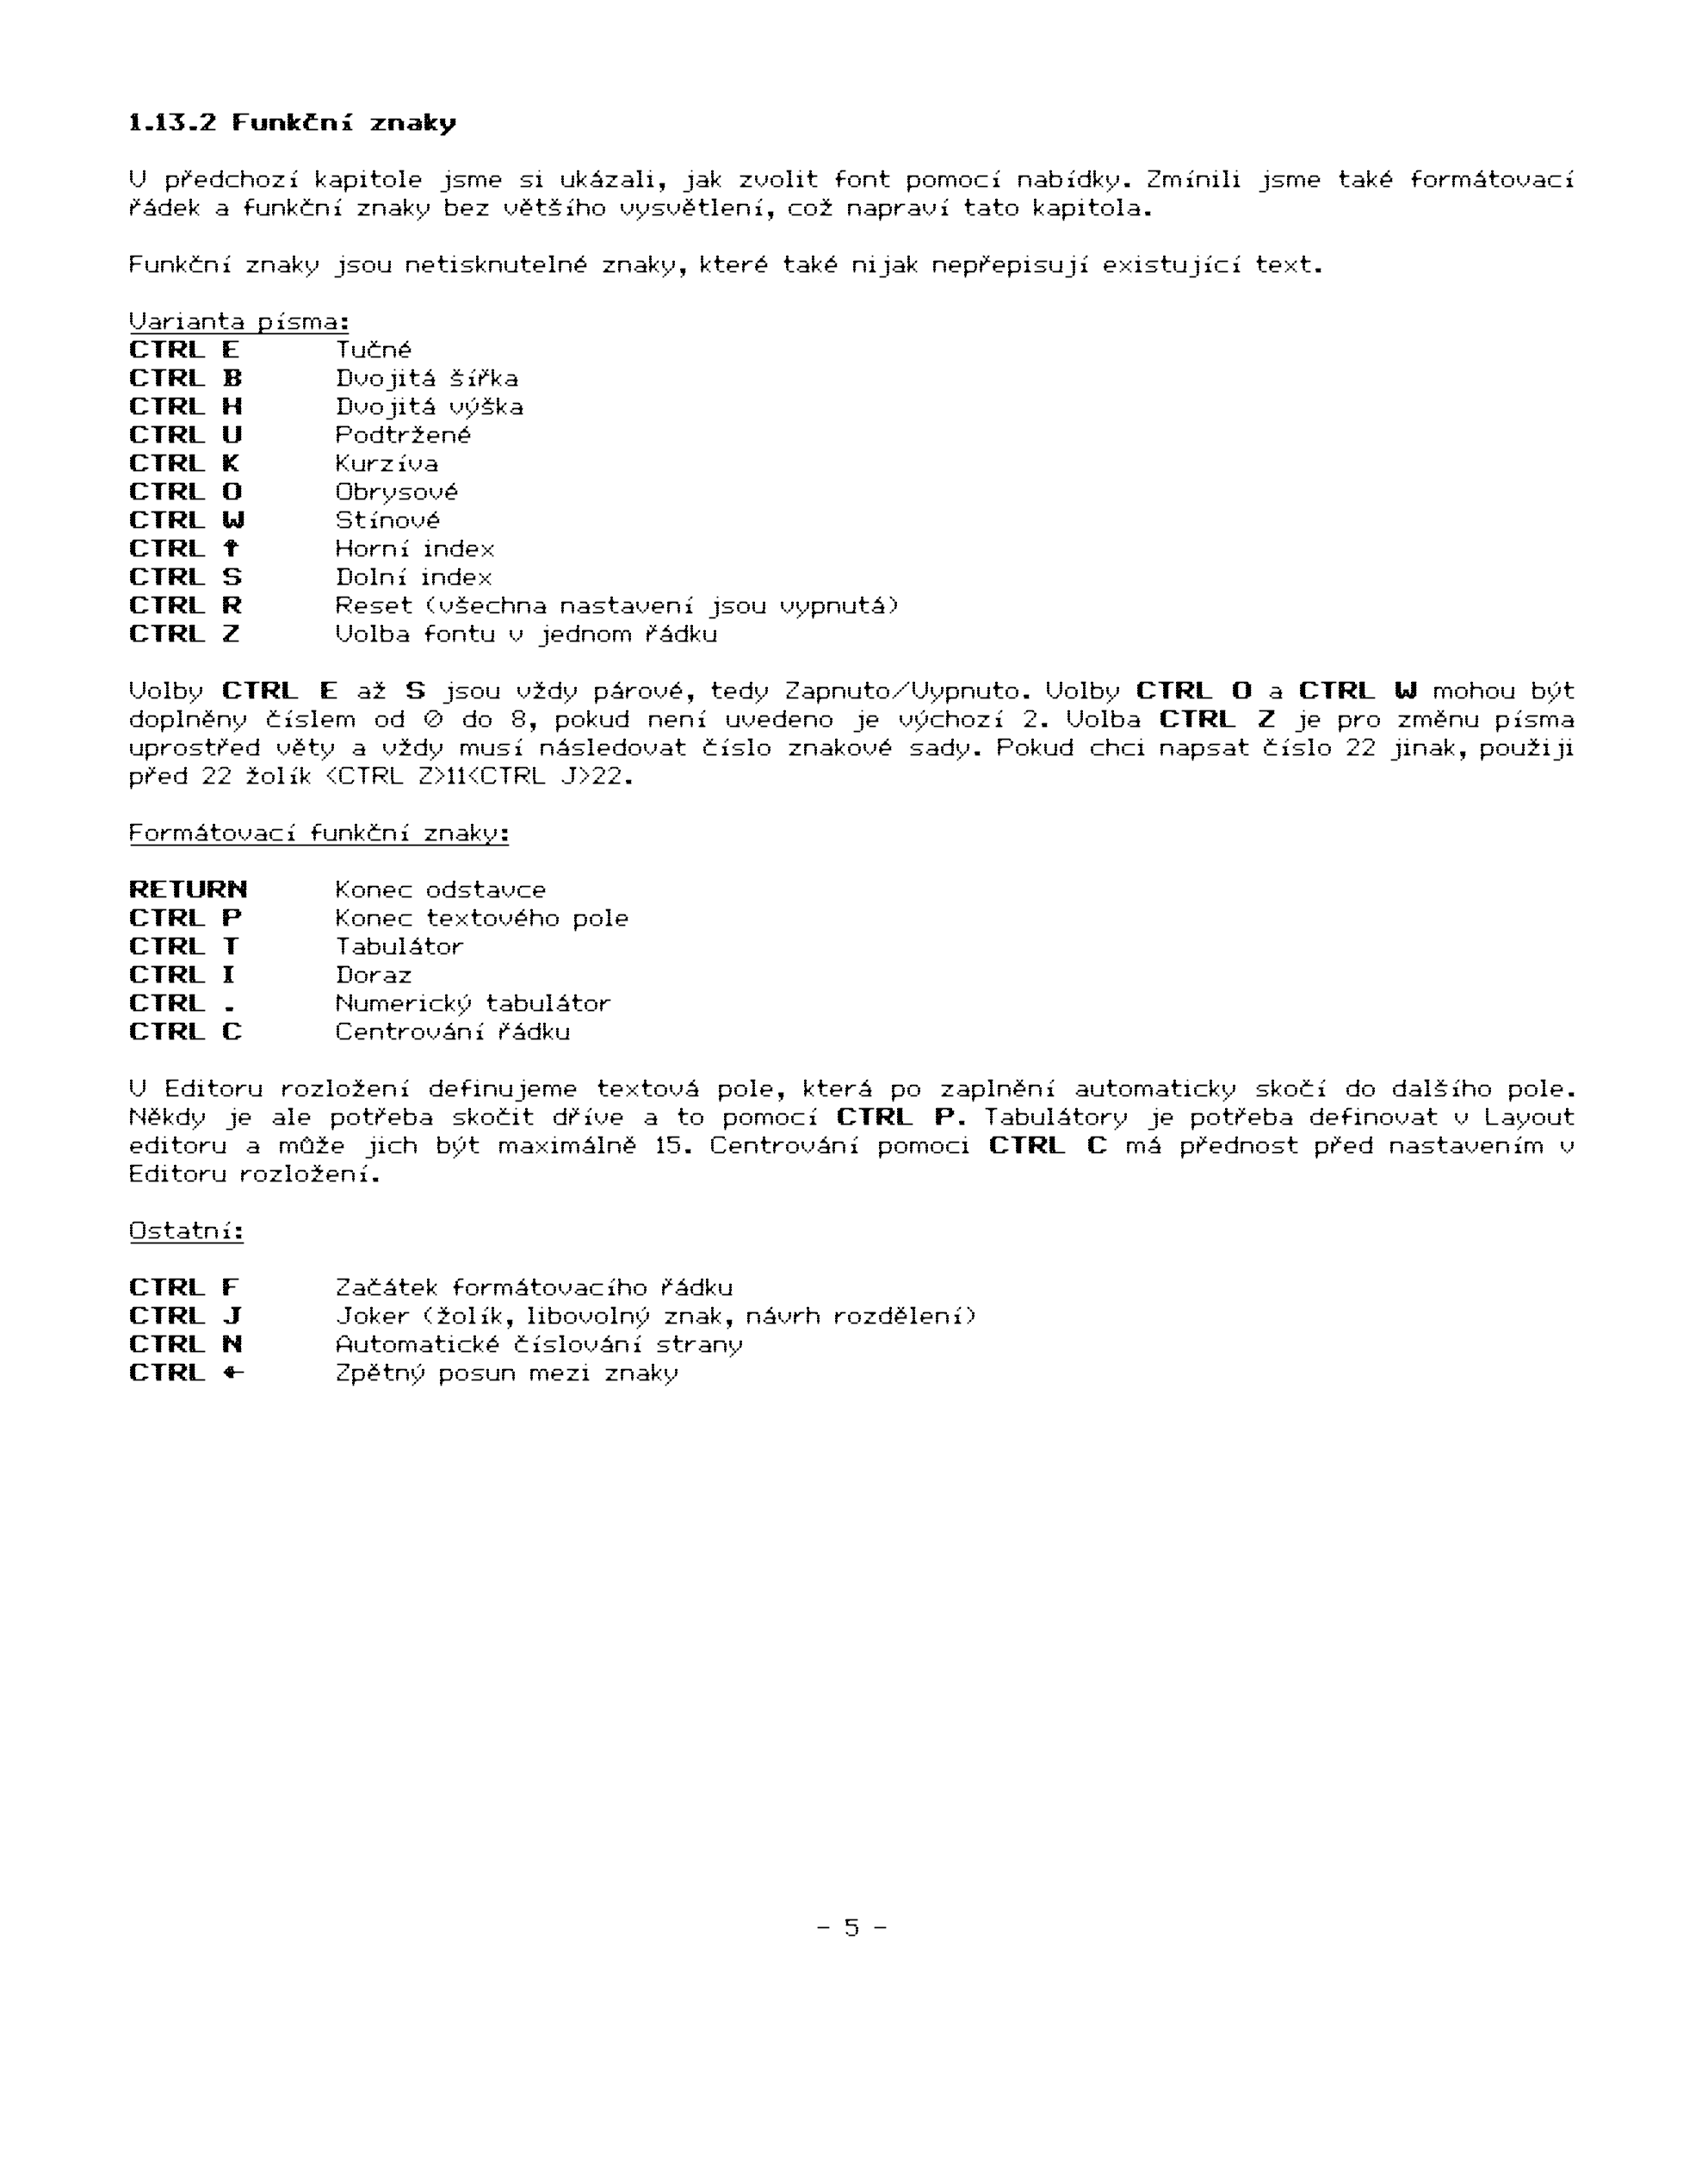 1.13.2 Funkční znaky
V předchozí kapitole jsme si ukázali, jak zvolit font pomocí nabídky. Zmínili jsme také formátovací
řádek a funkční znaky bez většího vysvětlení, což napraví tato kapitola.
Funkční znaky jsou netisknutelné znaky, které také nijak nepřepisují existující text.
Varianta písma:
CTRL E Tučné
CTRL B Dvojitá šířka
CTRL H Dvojitá výška
CTRL U Podtržené
CTRL K Kurzíva
CTRL O Obrysové
CTRL W Stínové
CTRL ↑ Horní index
CTRL S Dolní index
CTRL R Reset (všechna nastavení jsou vypnutá)
CTRL Z Volba fontu v jednom řádku
Volby CTRL E až S jsou vždy párové, tedy Zapnuto/Vypnuto. Volby CTRL O a CTRL W mohou být
doplněny číslem od 0 do 8, pokud není uvedeno je výchozí 2. Volba CTRL Z je pro změnu písma
uprostřed věty a vždy musí následovat číslo znakové sady. Pokud chci napsat číslo 22 jinak, použiji
před 22 žolík <CTRL Z>11<CTRL J>22.
Formátovací funkční znaky:
RETURN Konec odstavce
CTRL P Konec textového pole
CTRL T Tabulátor
CTRL I Doraz
CTRL . Numerický tabulátor
CTRL C Centrování řádku
V Editoru rozložení definujeme textová pole, která po zaplnění automaticky skočí do dalšího pole.
Někdy je ale potřeba skočit dříve a to pomocí CTRL P. Tabulátory je potřeba definovat v Layout
editoru a může jich být maximálně 15. Centrování pomoci CTRL C má přednost před nastavením v
Editoru rozložení.
Ostatní:
CTRL F Začátek formátovacího řádku
CTRL J Joker (žolík, libovolný znak, návrh rozdělení)
CTRL N Automatické číslování strany
CTRL ← Zpětný posun mezi znaky
- 5 -